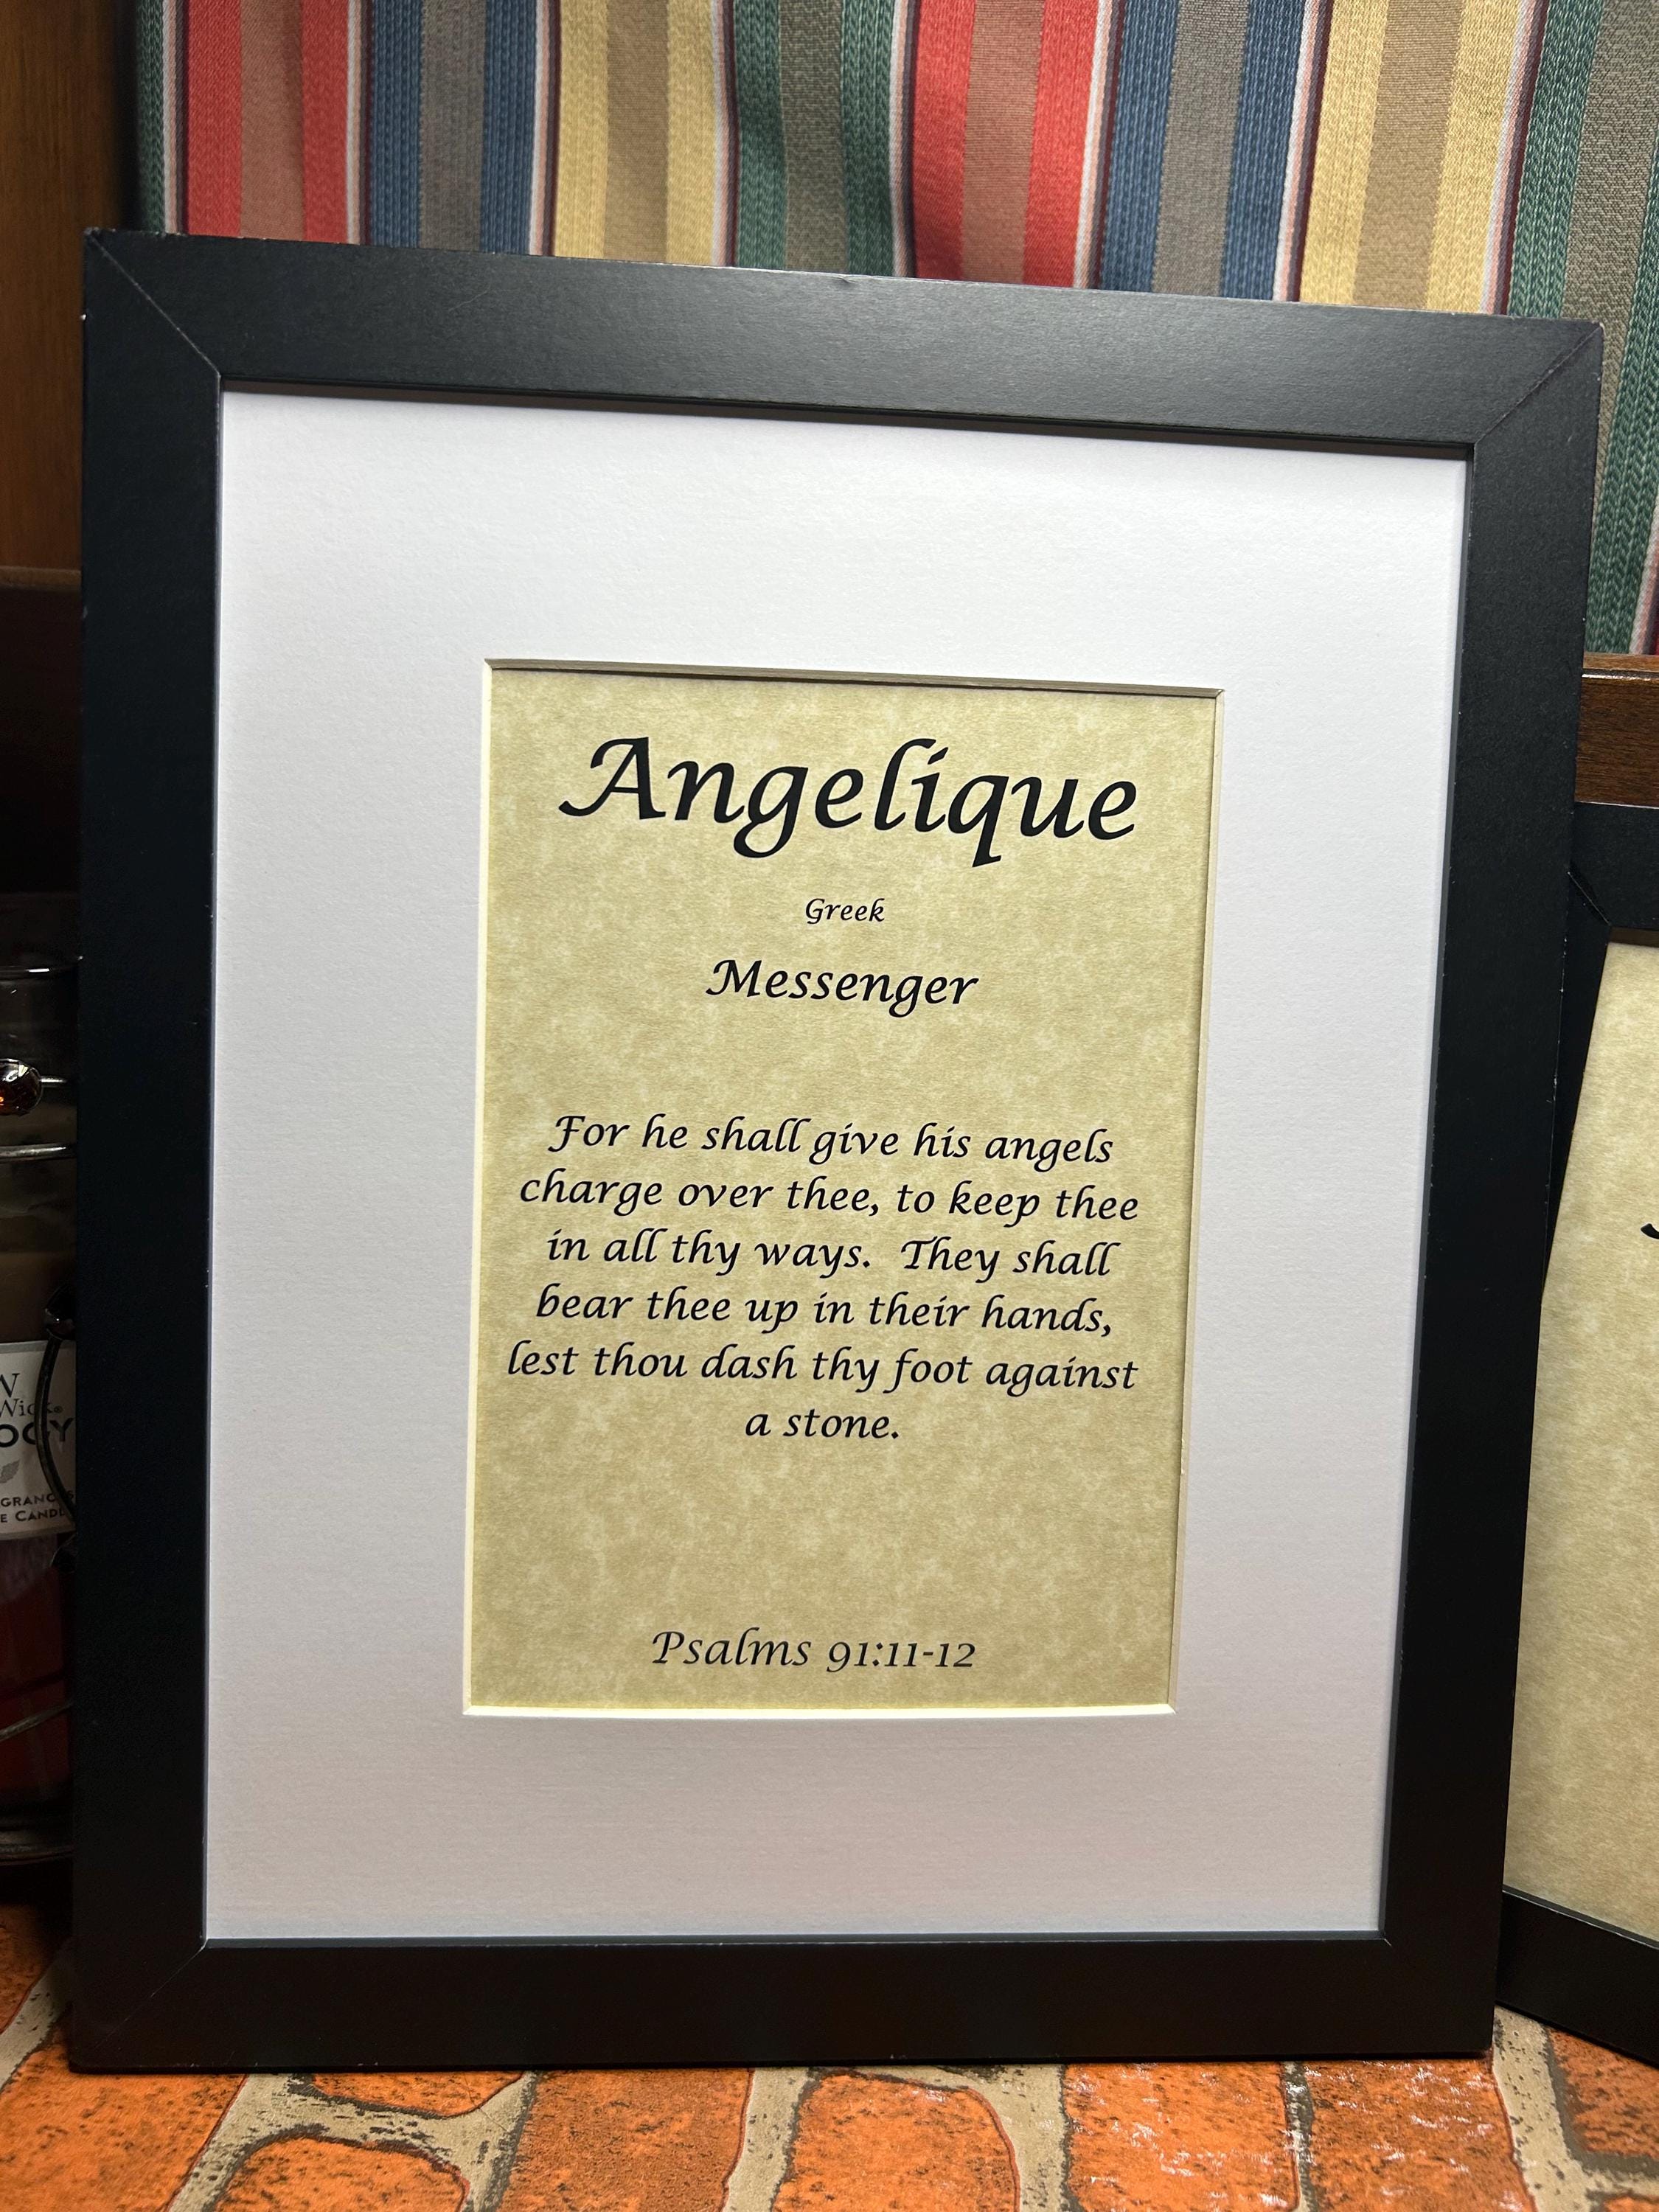 Angelique
Greek
Messenger
For he shall give his angels
charge over thee, to keep thee
in all thy ways.  They shall
bear thee up in their hands,
lest thou dash thy foot against
a stone.
Psalms 91:11-12